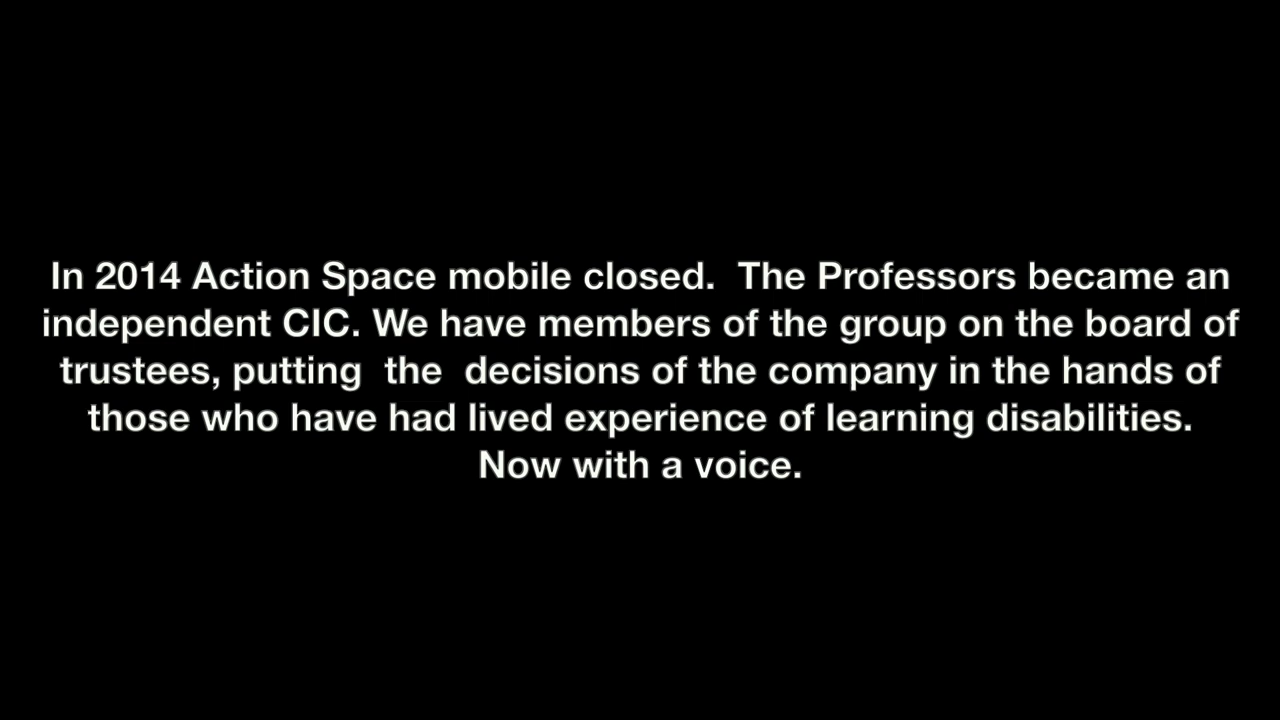 In 2014 Action Space mobile closed.  The Professors became an
independent CIC. We have members of the group on the board of
trustees, putting  the  decisions of the company in the hands of
those who have had lived experience of learning disabilities.
Now with a voice.